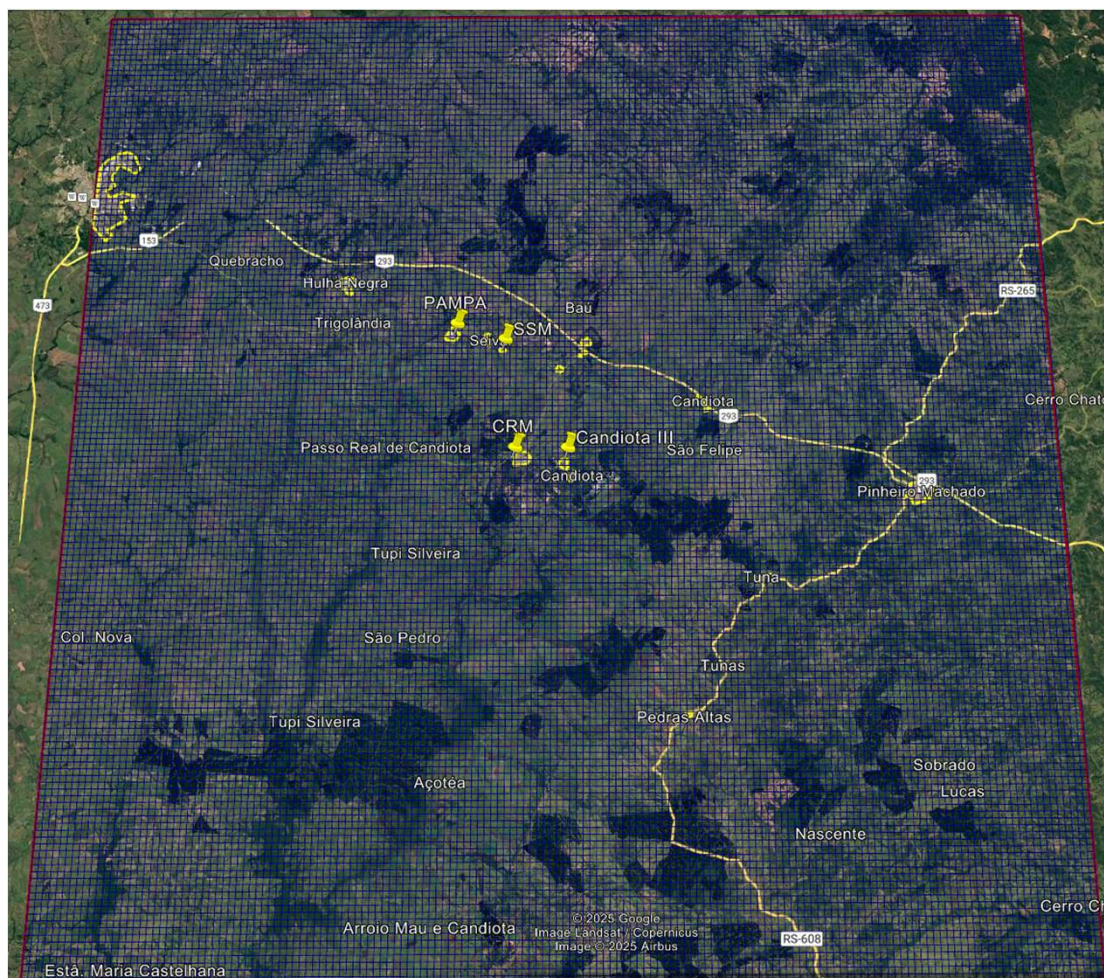 153
Quebracho
293
473
Hulha Negra
RS-265
PAMPA
Baú
Trigolândia
SSM
Seiv
Candiota
293
Cerro Chato
CRM
Candiota III
Passo Real de Candiota
São Felipe
Candiota
293
Pinheiro Machado
Tupi Silveira
Tuna
Col. Nova
São Pedro
Tunas
Pedras Altas
Tupi Silveira
Açotéa
Sobrado
Lucas
Nascente
Cerro Ch
Arroio Mau e Candiota
© 2025 Google
Image Landsat / Copernicus
Image © 2025 Airbus
RS-608
Estâ. Maria Castelhana